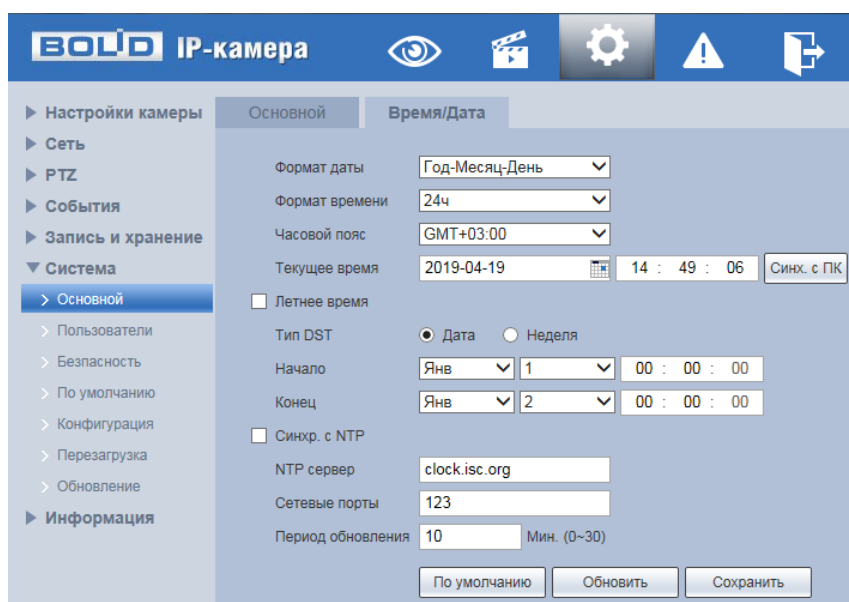 BOLID IP-камера
Настройки камеры
Сеть
PTZ
События
Запись и хранение
Система
Основной
Пользователи
Безпасность
По умолчанию
Конфигурация
Перезагрузка
Обновление
Информация
Основной Время/Дата
Формат даты Год-Месяц-День
Формат времени 24ч
Часовой пояс GMT+03:00
Текущее время 2019-04-19 14 : 49 : 06 Синх. с ПК
Летнее время
Тип DST Дата Неделя
Начало Янв 1 00 : 00 : 00
Конец Янв 2 00 : 00 : 00
Синхр. с NTP
NTP сервер clock.isc.org
Сетевые порты 123
Период обновления 10 Мин. (0~30)
По умолчанию Обновить Сохранить